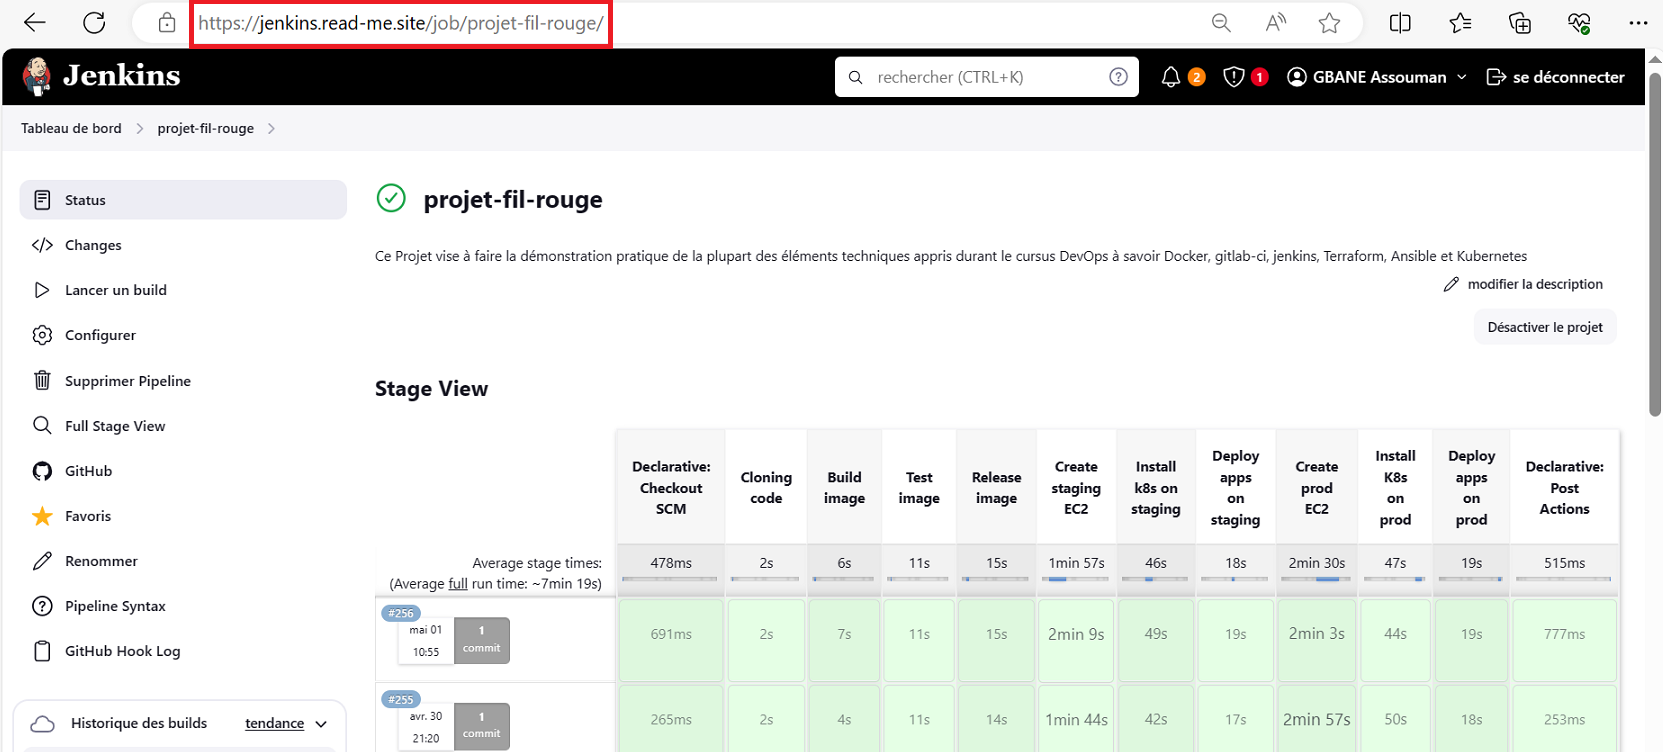 https://jenkins.read-me.site/job/projet-fil-rouge/
Jenkins
rechercher (CTRL+K)
2
1
GBANE Assouman
se déconnecter
Tableau de bord
projet-fil-rouge
Status
Changes
Lancer un build
Configurer
Supprimer Pipeline
Full Stage View
GitHub
Favoris
Renommer
Pipeline Syntax
GitHub Hook Log
Historique des builds
tendance
projet-fil-rouge
Ce Projet vise à faire la démonstration pratique de la plupart des éléments techniques appris durant le cursus DevOps à savoir Docker, gitlab-ci, jenkins, Terraform, Ansible et Kubernetes
modifier la description
Désactiver le projet
Stage View
Declarative:
Checkout
SCM
Cloning
code
Build
image
Test
image
Release
image
Create
staging
EC2
Install
k8s on
staging
Deploy
apps
on
staging
Create
prod
EC2
Install
K8s
on
prod
Deploy
apps
on
prod
Declarative:
Post
Actions
Average stage times:
(Average full run time: ~7min 19s)
478ms 2s 6s 11s 15s 1min 57s 46s 18s 2min 30s 47s 19s 515ms
#256
mai 01
10:55
1
commit
691ms 2s 7s 11s 15s 2min 9s 49s 19s 2min 3s 44s 19s 777ms
#255
avr. 30
21:20
1
commit
265ms 2s 4s 11s 14s 1min 44s 42s 17s 2min 57s 50s 18s 253ms